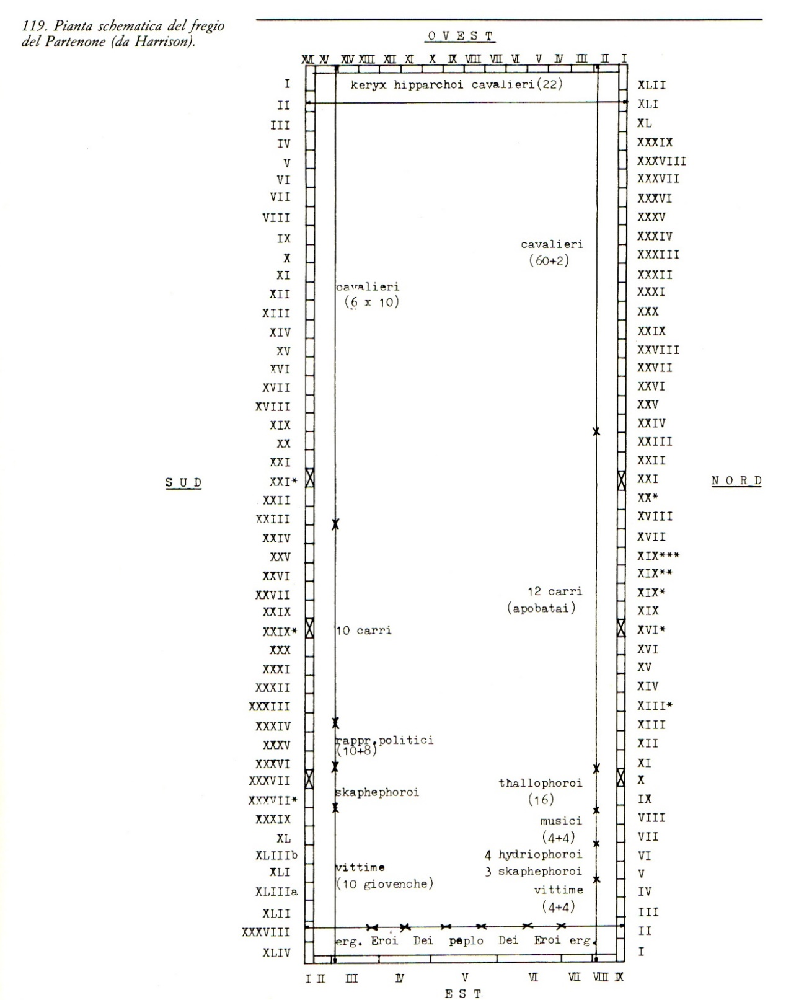 119. Pianta schematica del fregio
del Partenone (da Harrison).
OVEST
XVI XV XIV XIII XII XI X IX VIII VII VI V IV III II I
keryx hipparchoi cavalieri(22)
I XLII
II XLI
III XL
IV XXXIX
V XXXVIII
VI XXXVII
VII XXXVI
VIII XXXV
IX XXXIV
cavalieri
(60+2)
X XXXIII
XI XXXII
cavalieri
(6 x 10)
XII XXXI
XIII XXX
XIV XXIX
XV XXVIII
XVI XXVII
XVII XXVI
XVIII XXV
XIX XXIV
XX XXIII
XXI XXII
SUD
XXI* XXI
NORD
XXII XX*
XXIII XVIII
XXIV XVII
XXV XIX***
XXVI XIX**
XXVII XIX*
12 carri
(apobatai)
XXIX XIX
XXIX* 10 carri XVI*
XXX XVI
XXXI XV
XXXII XIV
XXXIII XIII*
XXXIV XIII
XXXV XII
rappr.politici
(10+8)
XXXVI XI
XXXVII X
thallophoroi
(16)
skaphephoroi
XXXVII* IX
XXXIX VIII
musici
(4+4)
XL VII
XLIIIb 4 hydriophoroi VI
XLI 3 skaphephoroi V
vittime
(10 giovenche)
XLIIIa IV
vittime
(4+4)
XLII III
XXXVIII II
erg. Eroi Dei peplo Dei Eroi erg.
XLIV I
I II III IV V VI VII VIII IX
EST